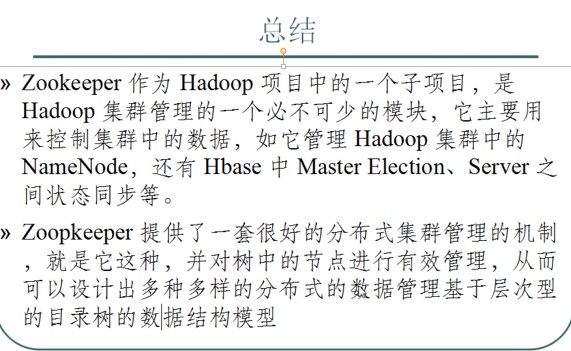 总结
» Zookeeper 作为 Hadoop 项目中的一个子项目，是
Hadoop 集群管理的一个必不可少的模块，它主要用
来控制集群中的数据，如它管理 Hadoop 集群中的
NameNode，还有 Hbase 中 Master Election、Server 之
间状态同步等。
» Zoopkeeper 提供了一套很好的分布式集群管理的机制
，就是它这种，并对树中的节点进行有效管理，从而
可以设计出多种多样的分布式的数据管理基于层次型
的目录树的数据结构模型